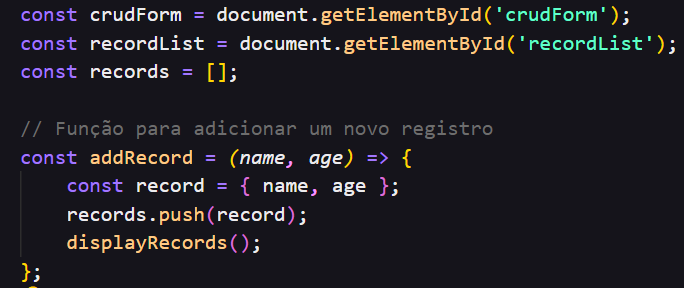 const crudForm = document.getElementById('crudForm');
const recordList = document.getElementById('recordList');
const records = [];
// Função para adicionar um novo registro
const addRecord = (name, age) => {
const record = { name, age };
records.push(record);
displayRecords();
};